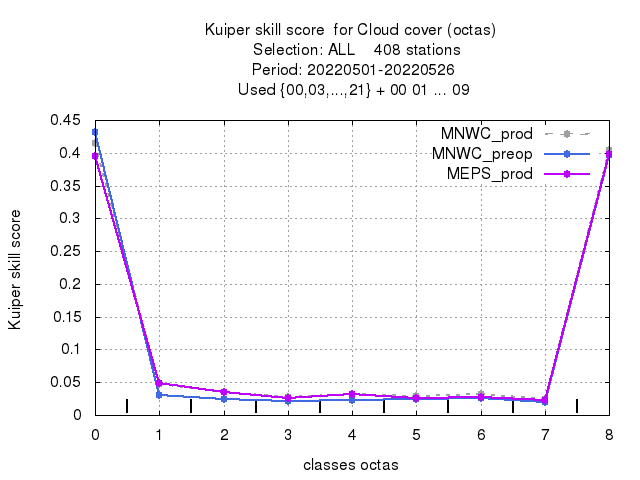 Kuiper skill score  for Cloud cover (octas)
Selection: ALL    408 stations
Period: 20220501-20220526
Used {00,03,...,21} + 00 01 ... 09
MNWC_prod
MNWC_preop
MEPS_prod
Kuiper skill score
0.45
0.4
0.35
0.3
0.25
0.2
0.15
0.1
0.05
0
0 1 2 3 4 5 6 7 8
classes octas